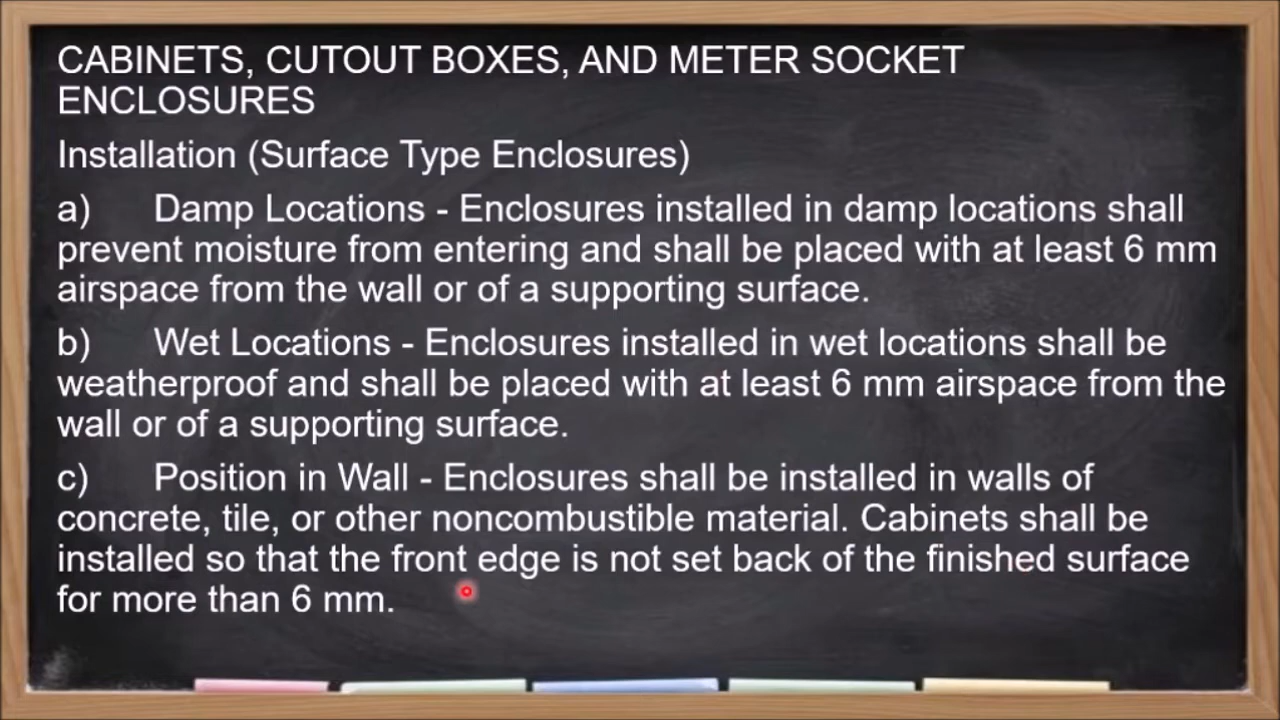 CABINETS, CUTOUT BOXES, AND METER SOCKET
ENCLOSURES
Installation (Surface Type Enclosures)
a) Damp Locations - Enclosures installed in damp locations shall
prevent moisture from entering and shall be placed with at least 6 mm
airspace from the wall or of a supporting surface.
b) Wet Locations - Enclosures installed in wet locations shall be
weatherproof and shall be placed with at least 6 mm airspace from the
wall or of a supporting surface.
c) Position in Wall - Enclosures shall be installed in walls of
concrete, tile, or other noncombustible material. Cabinets shall be
installed so that the front edge is not set back of the finished surface
for more than 6 mm.